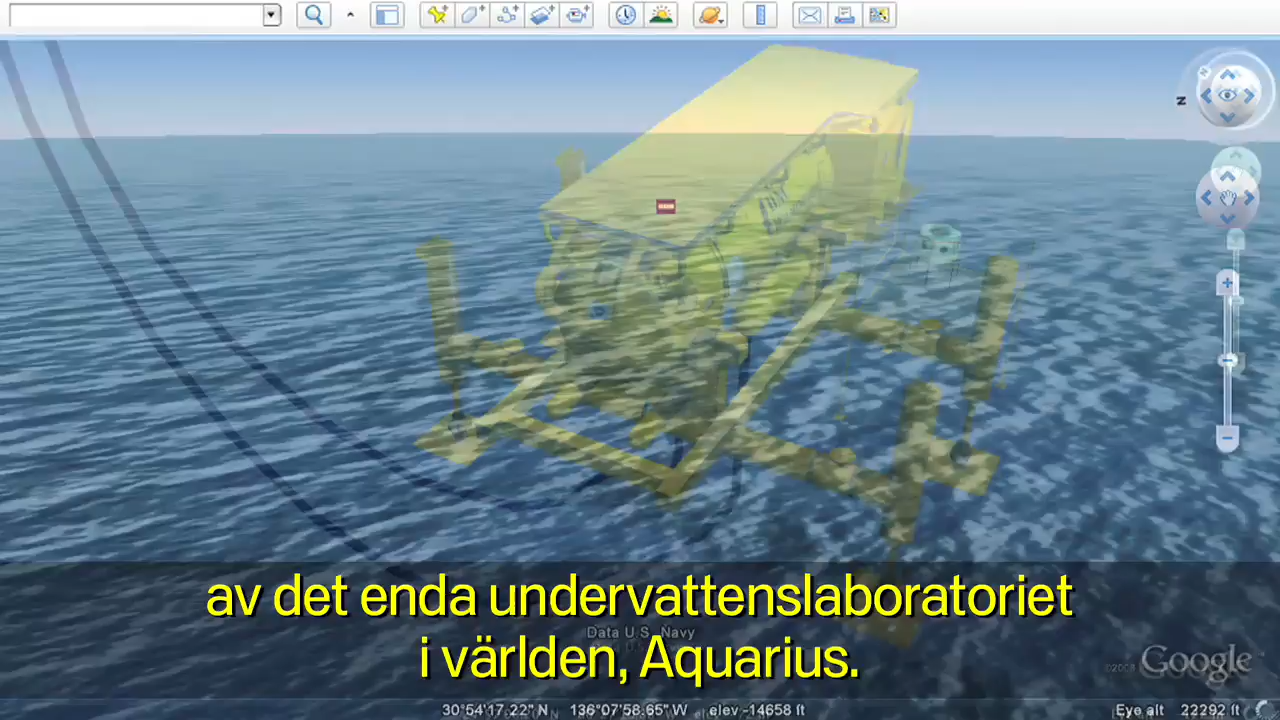 av det enda undervattenslaboratoriet
Data U.S. Navy
i världen, Aquarius.
Google
30°54'17.22" N 136°07'58.65" W elev -14658 ft
Eye alt 22292 ft